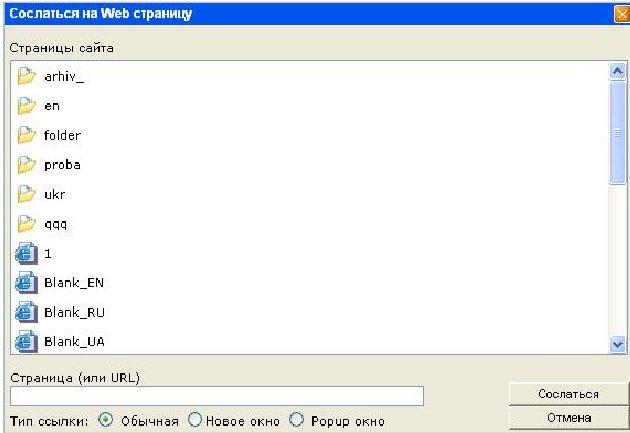 Сослаться на Web страницу
Страницы сайта
arhiv_
en
folder
proba
ukr
qqq
1
Blank_EN
Blank_RU
Blank_UA
Страница (или URL)
Сослаться
Тип ссылки: Обычная Новое окно Popup окно
Отмена